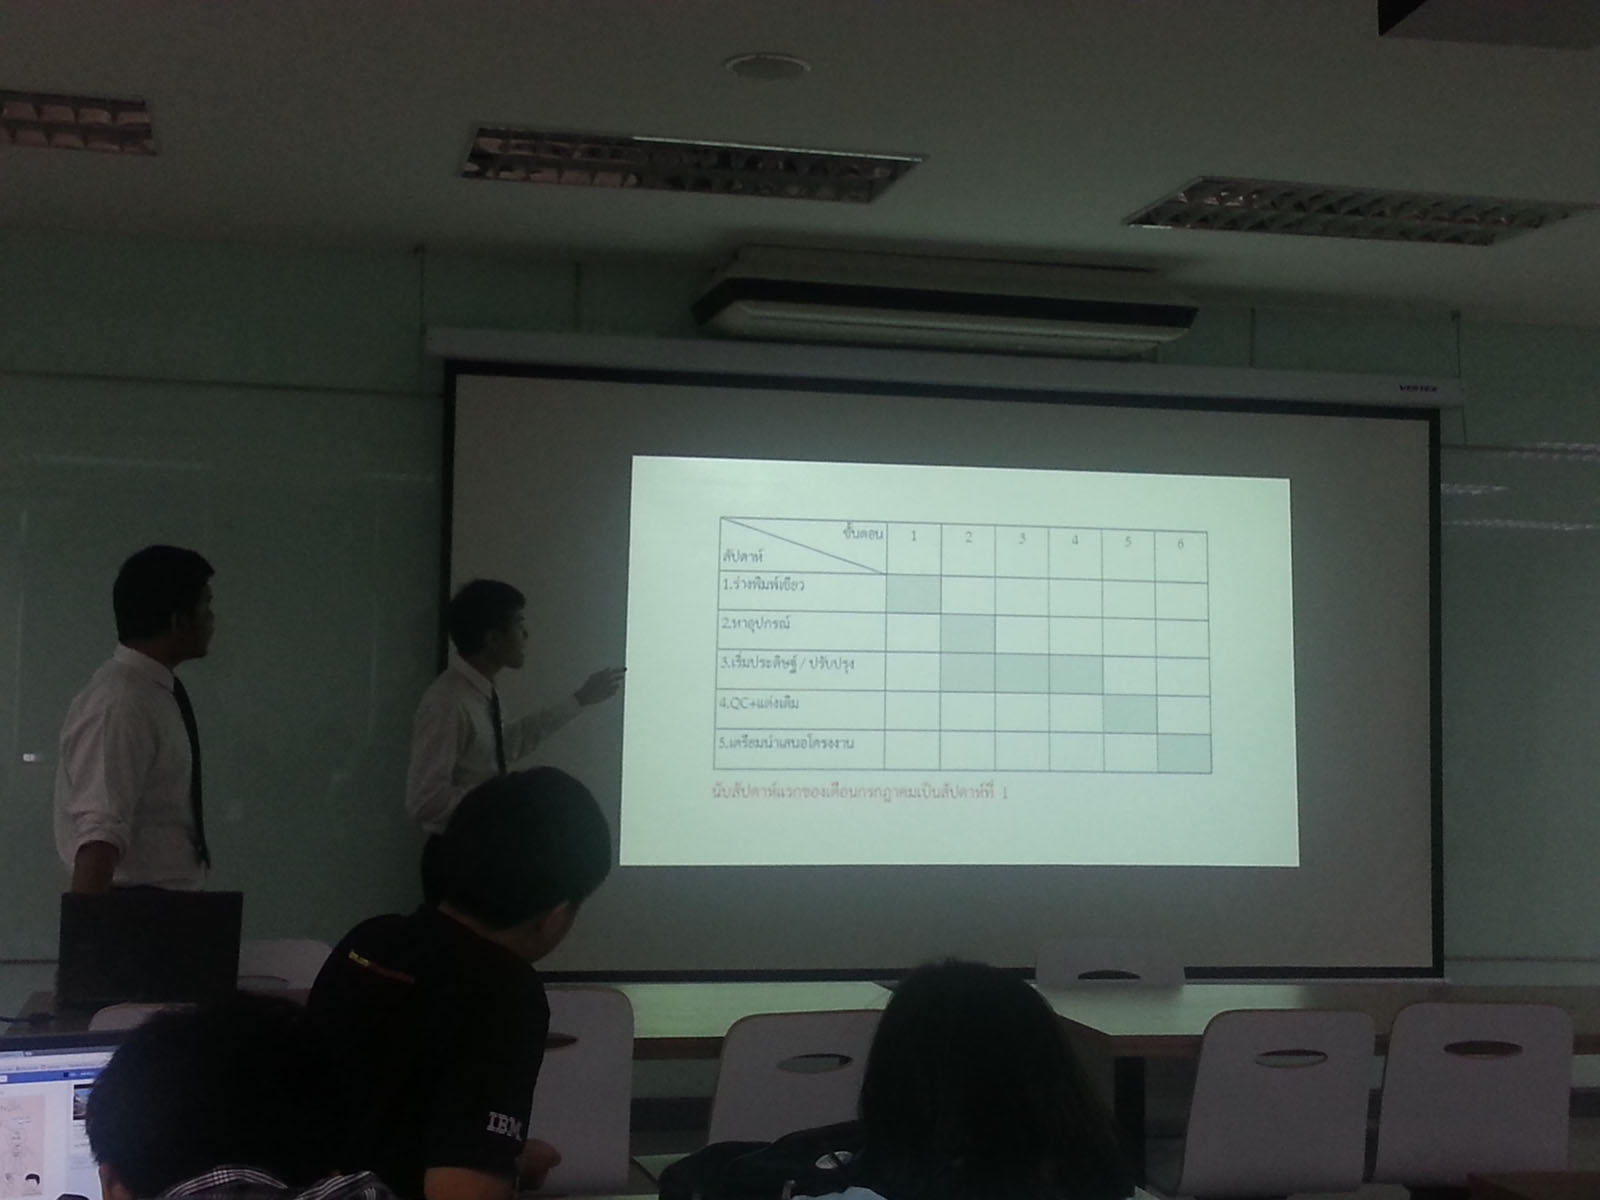 VERTEX
ขั้นตอน 1 2 3 4 5 6
สัปดาห์
1.ร่างพิมพ์เขียว
2.หาอุปกรณ์
3.เริ่มประดิษฐ์ / ปรับปรุง
4.QC+แต่งเติม
5.เตรียมนำเสนอโครงงาน
นับสัปดาห์แรกของเดือนกรกฎาคมเป็นสัปดาห์ที่ 1
IBM